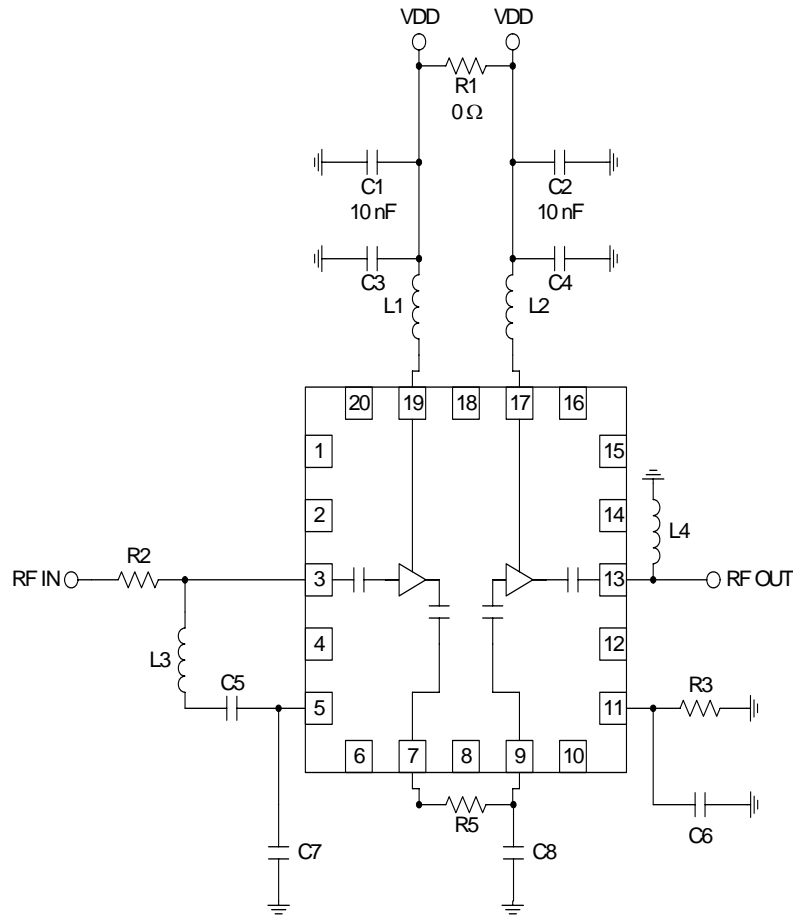 VDD VDD
R1
0 Ω
C1 C2
10 nF 10 nF
C3 C4
L1 L2
20 19 18 17 16
1 15
2 14
L4
R2
RF IN 3 13 RF OUT
4 12
L3
C5 R3
5 11
6 7 8 9 10
R5
C6
C7 C8